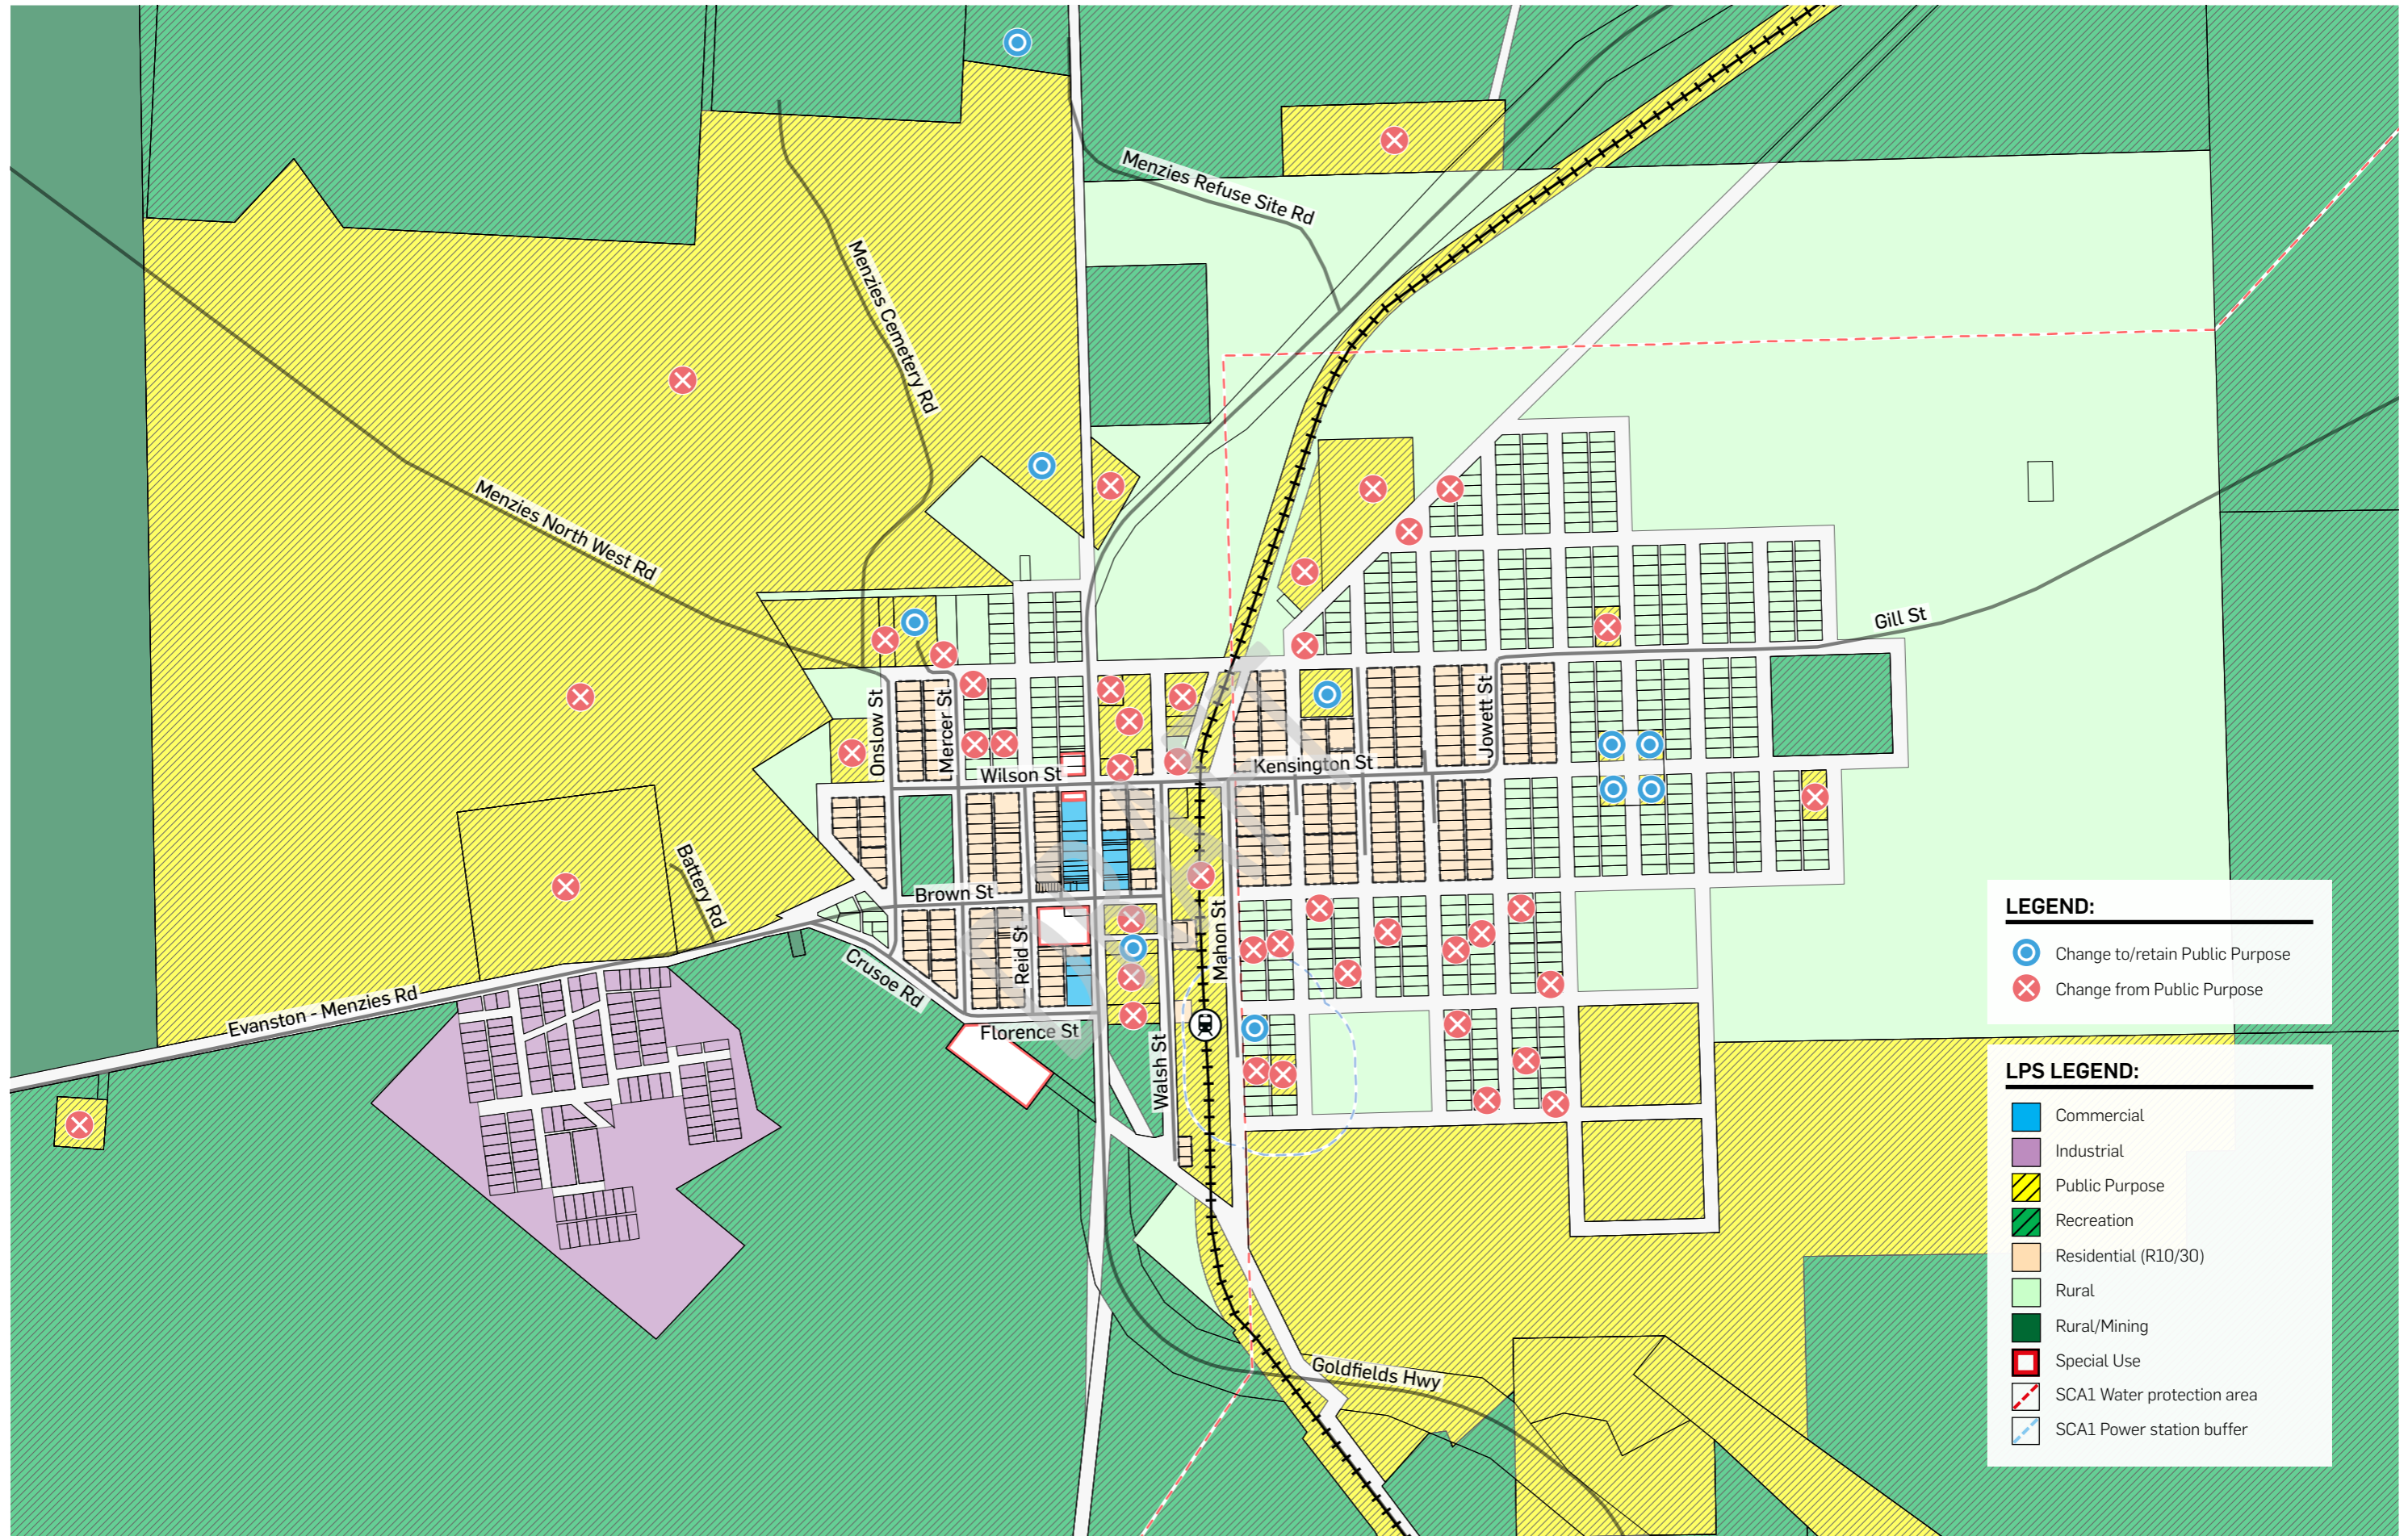 Menzies Refuse Site Rd
Menzies Cemetery Rd
Menzies North West Rd
Gill St
Onslow St
Mercer St
Jowett St
Wilson St
Kensington St
Battery Rd
Brown St
Reid St
Mahon St
Crusoe Rd
Evanston - Menzies Rd
Florence St
Walsh St
Goldfields Hwy
DRAFT
LEGEND:
Change to/retain Public Purpose
Change from Public Purpose
LPS LEGEND:
Commercial
Industrial
Public Purpose
Recreation
Residential (R10/30)
Rural
Rural/Mining
Special Use
SCA1 Water protection area
SCA1 Power station buffer